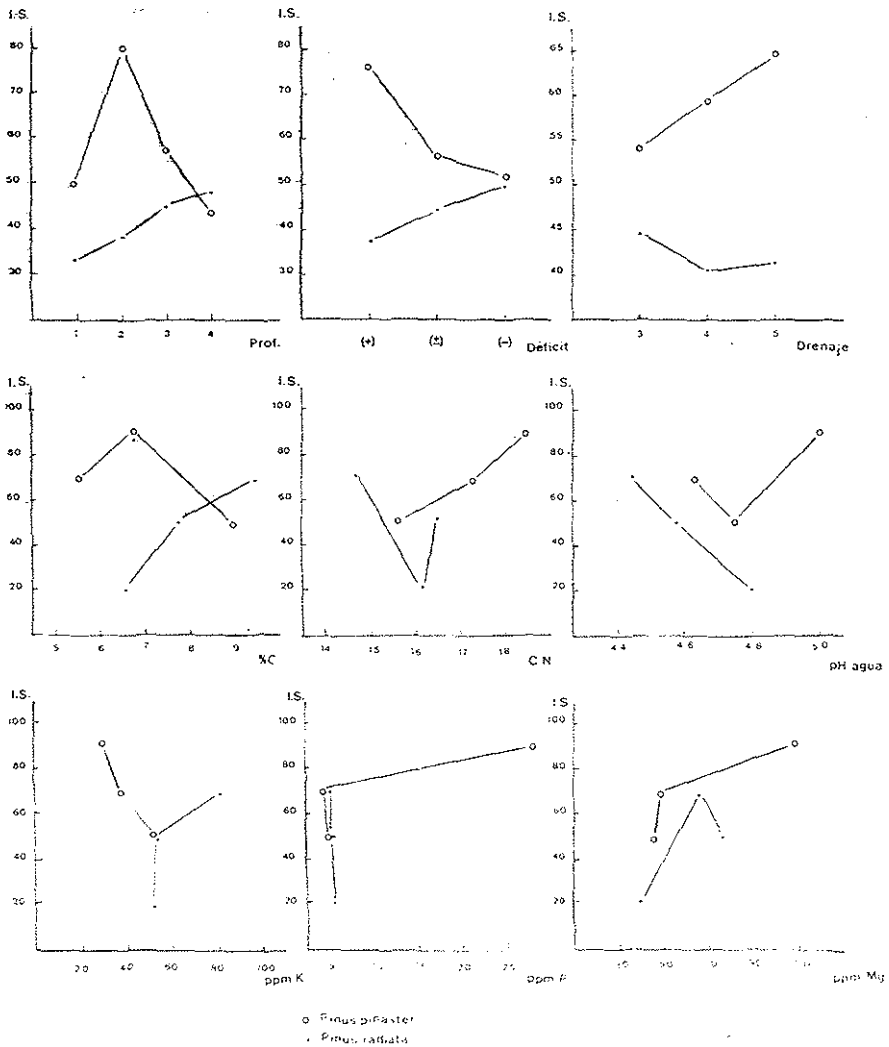 I.S.
80
70
60
50
40
30
1 2 3 4
Prof.
I.S.
80
70
60
50
40
30
(+) (±) (-)
Déficit
I.S.
65
60
55
50
45
40
3 4 5
Drenaje
I.S.
100
80
60
40
20
5 6 7 8 9
%C
I.S.
100
80
60
40
20
14 15 16 17 18
C N
I.S.
100
80
60
40
20
4.4 4.6 4.8 5.0
pH agua
I.S.
100
80
60
40
20
20 40 60 80 100
ppm K
I.S.
100
80
60
40
20
20 25
ppm
I.S
100
80
60
40
20
ppm Mg
o Pinus pinaster
. Pinus radiata